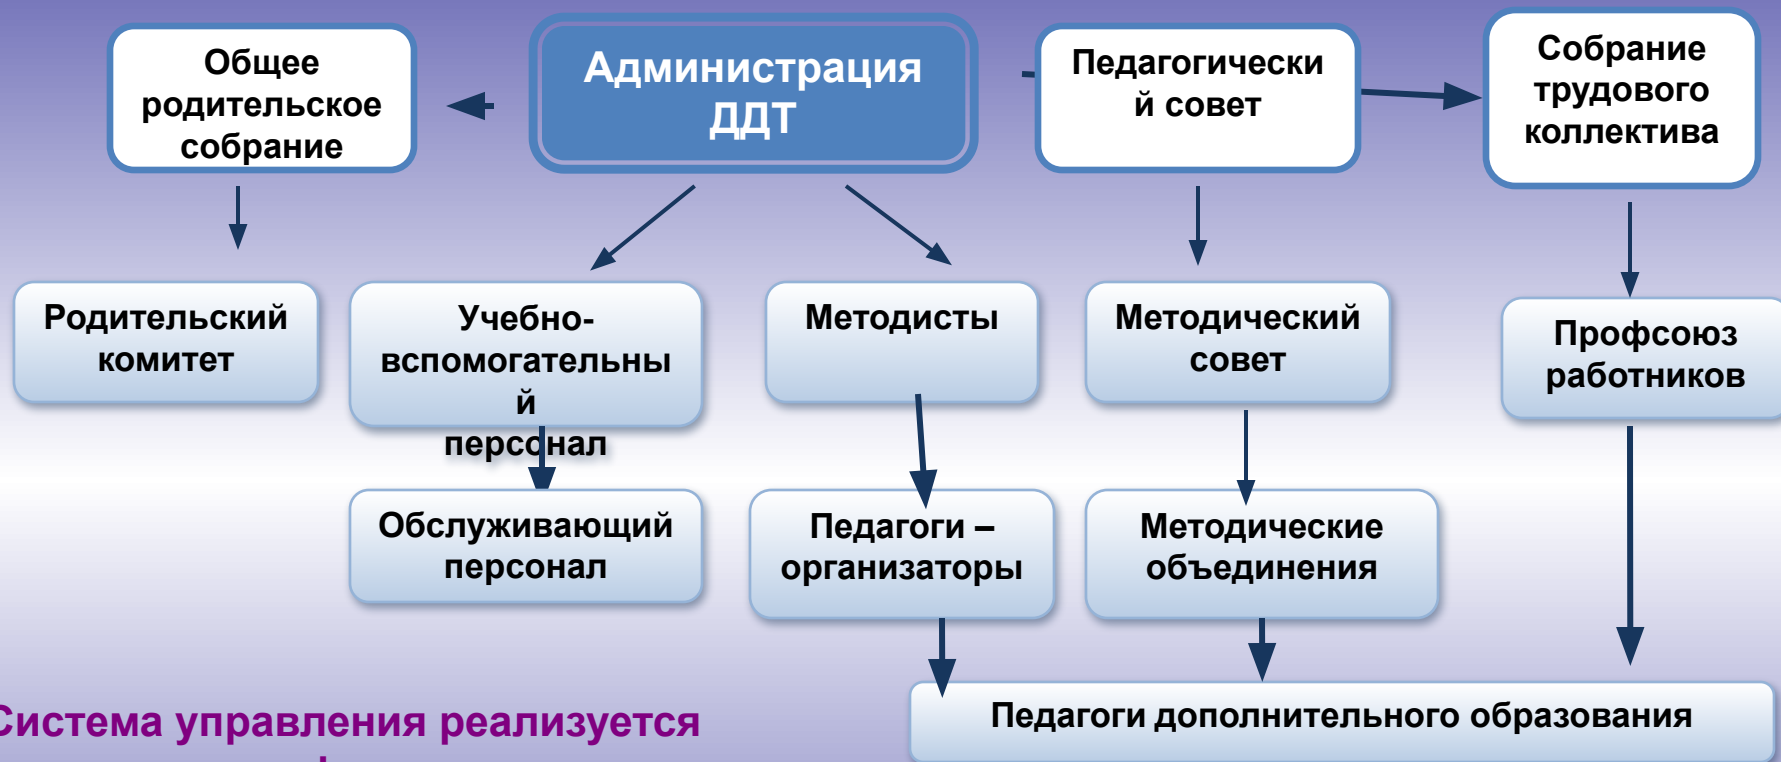 Общее
родительское
собрание
Администрация
ДДТ
Педагогически
й совет
Собрание
трудового
коллектива
Родительский
комитет
Учебно-
вспомогательны
й
персонал
Методисты
Методический
совет
Профсоюз
работников
Обслуживающий
персонал
Педагоги –
организаторы
Методические
объединения
Педагоги дополнительного образования
Система управления реализуется